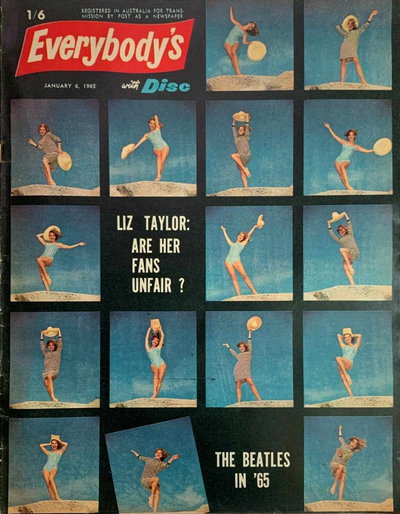 1/6
REGISTERED IN AUSTRALIA FOR TRANS-
MISSION BY POST AS A NEWSPAPER
Everybody's
JANUARY 6, 1965
with Disc
LIZ TAYLOR:
ARE HER
FANS
UNFAIR ?
THE BEATLES
IN '65